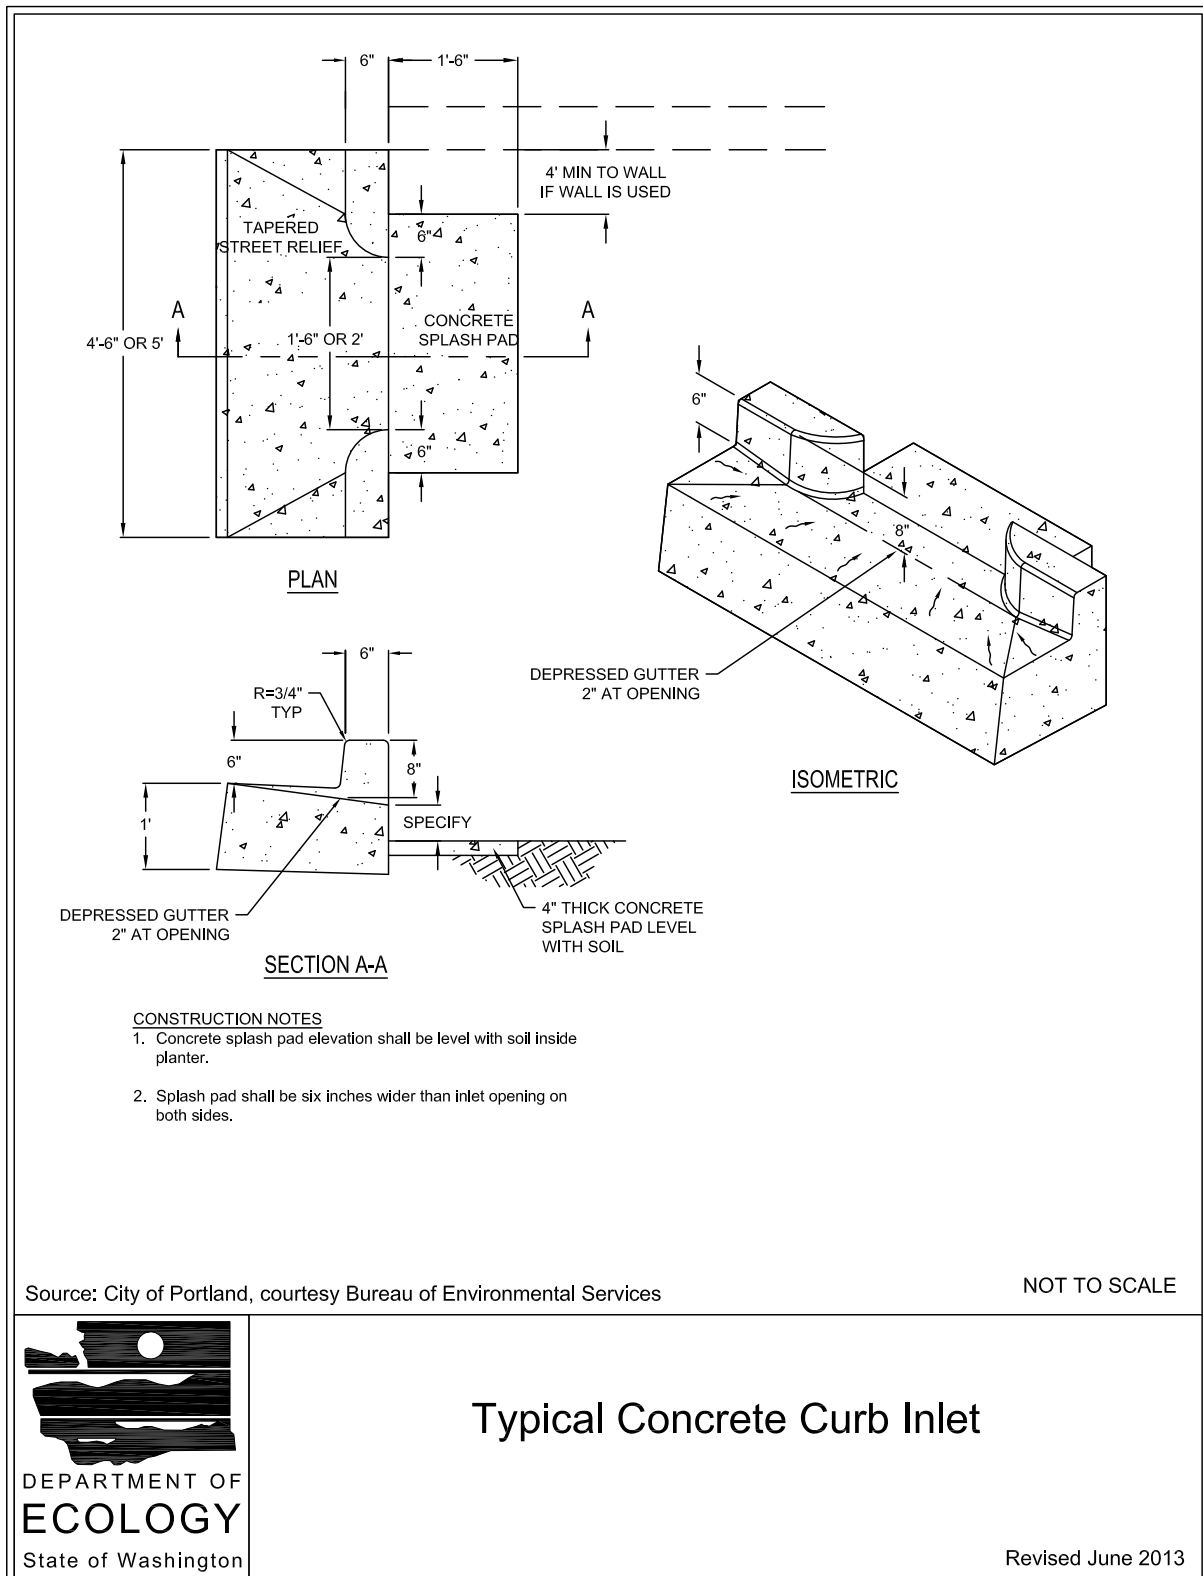 6"
1'-6"
4' MIN TO WALL
IF WALL IS USED
TAPERED
STREET RELIEF
6"
A
A
4'-6" OR 5'
1'-6" OR 2'
CONCRETE
SPLASH PAD
6"
PLAN
6"
8"
DEPRESSED GUTTER
2" AT OPENING
ISOMETRIC
6"
R=3/4"
TYP
6"
8"
1'
SPECIFY
DEPRESSED GUTTER
2" AT OPENING
4" THICK CONCRETE
SPLASH PAD LEVEL
WITH SOIL
SECTION A-A
CONSTRUCTION NOTES
1. Concrete splash pad elevation shall be level with soil inside
planter.
2. Splash pad shall be six inches wider than inlet opening on
both sides.
Source: City of Portland, courtesy Bureau of Environmental Services
NOT TO SCALE
DEPARTMENT OF
ECOLOGY
State of Washington
Typical Concrete Curb Inlet
Revised June 2013